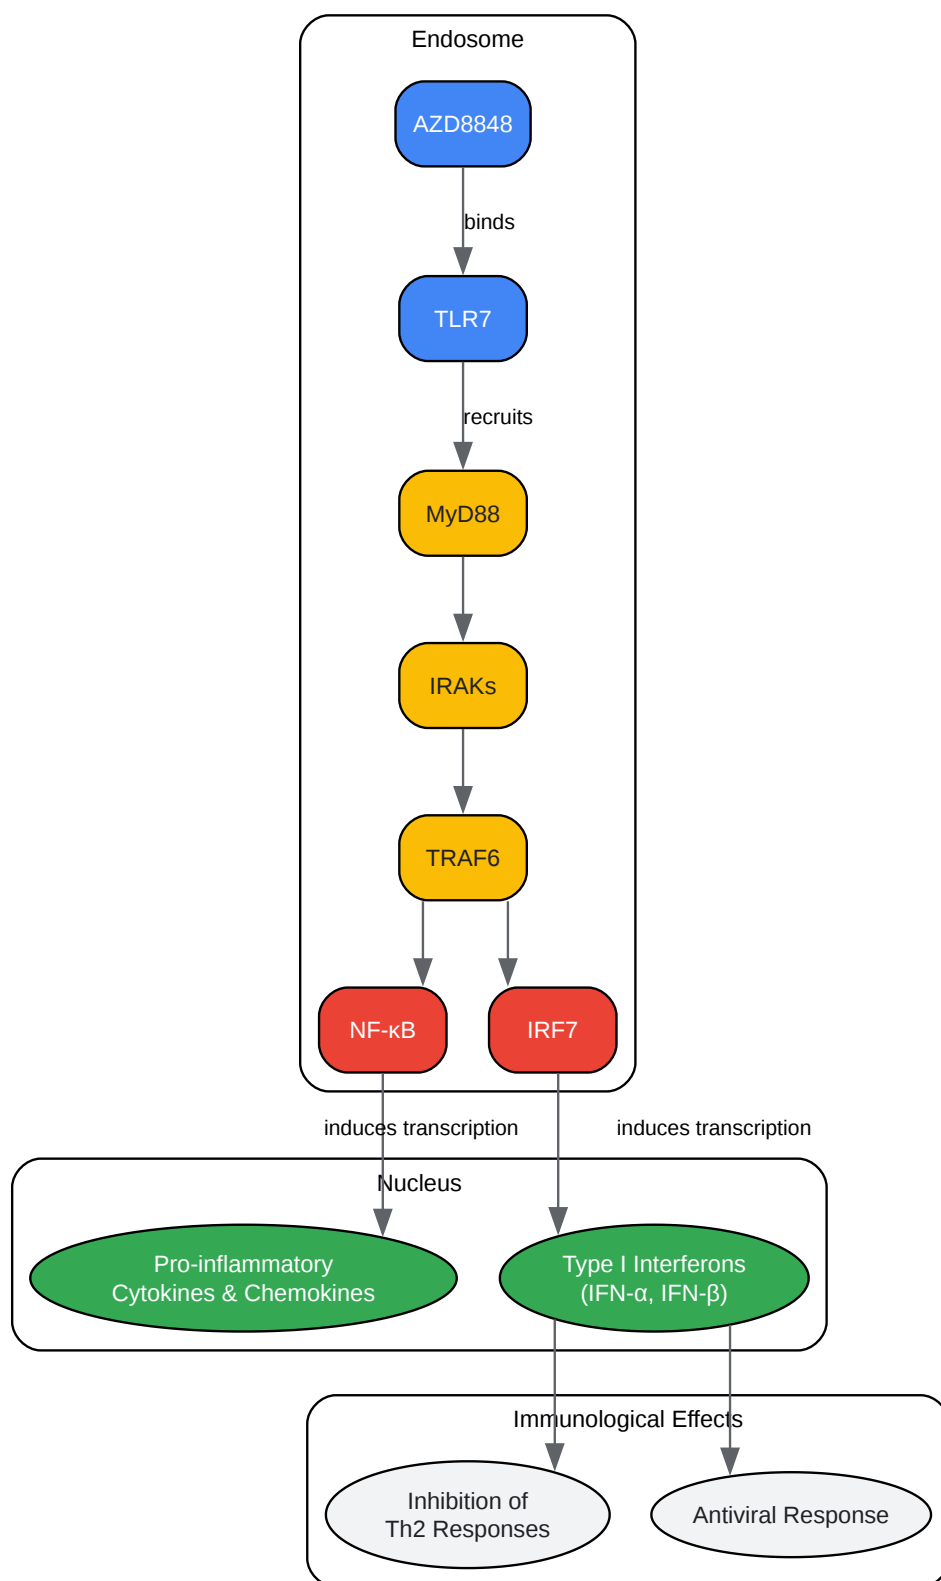 Endosome
AZD8848
binds
TLR7
recruits
MyD88
IRAKs
TRAF6
NF-κB
IRF7
induces transcription
induces transcription
Nucleus
Pro-inflammatory
Cytokines & Chemokines
Type I Interferons
(IFN-α, IFN-β)
Immunological Effects
Inhibition of
Th2 Responses
Antiviral Response